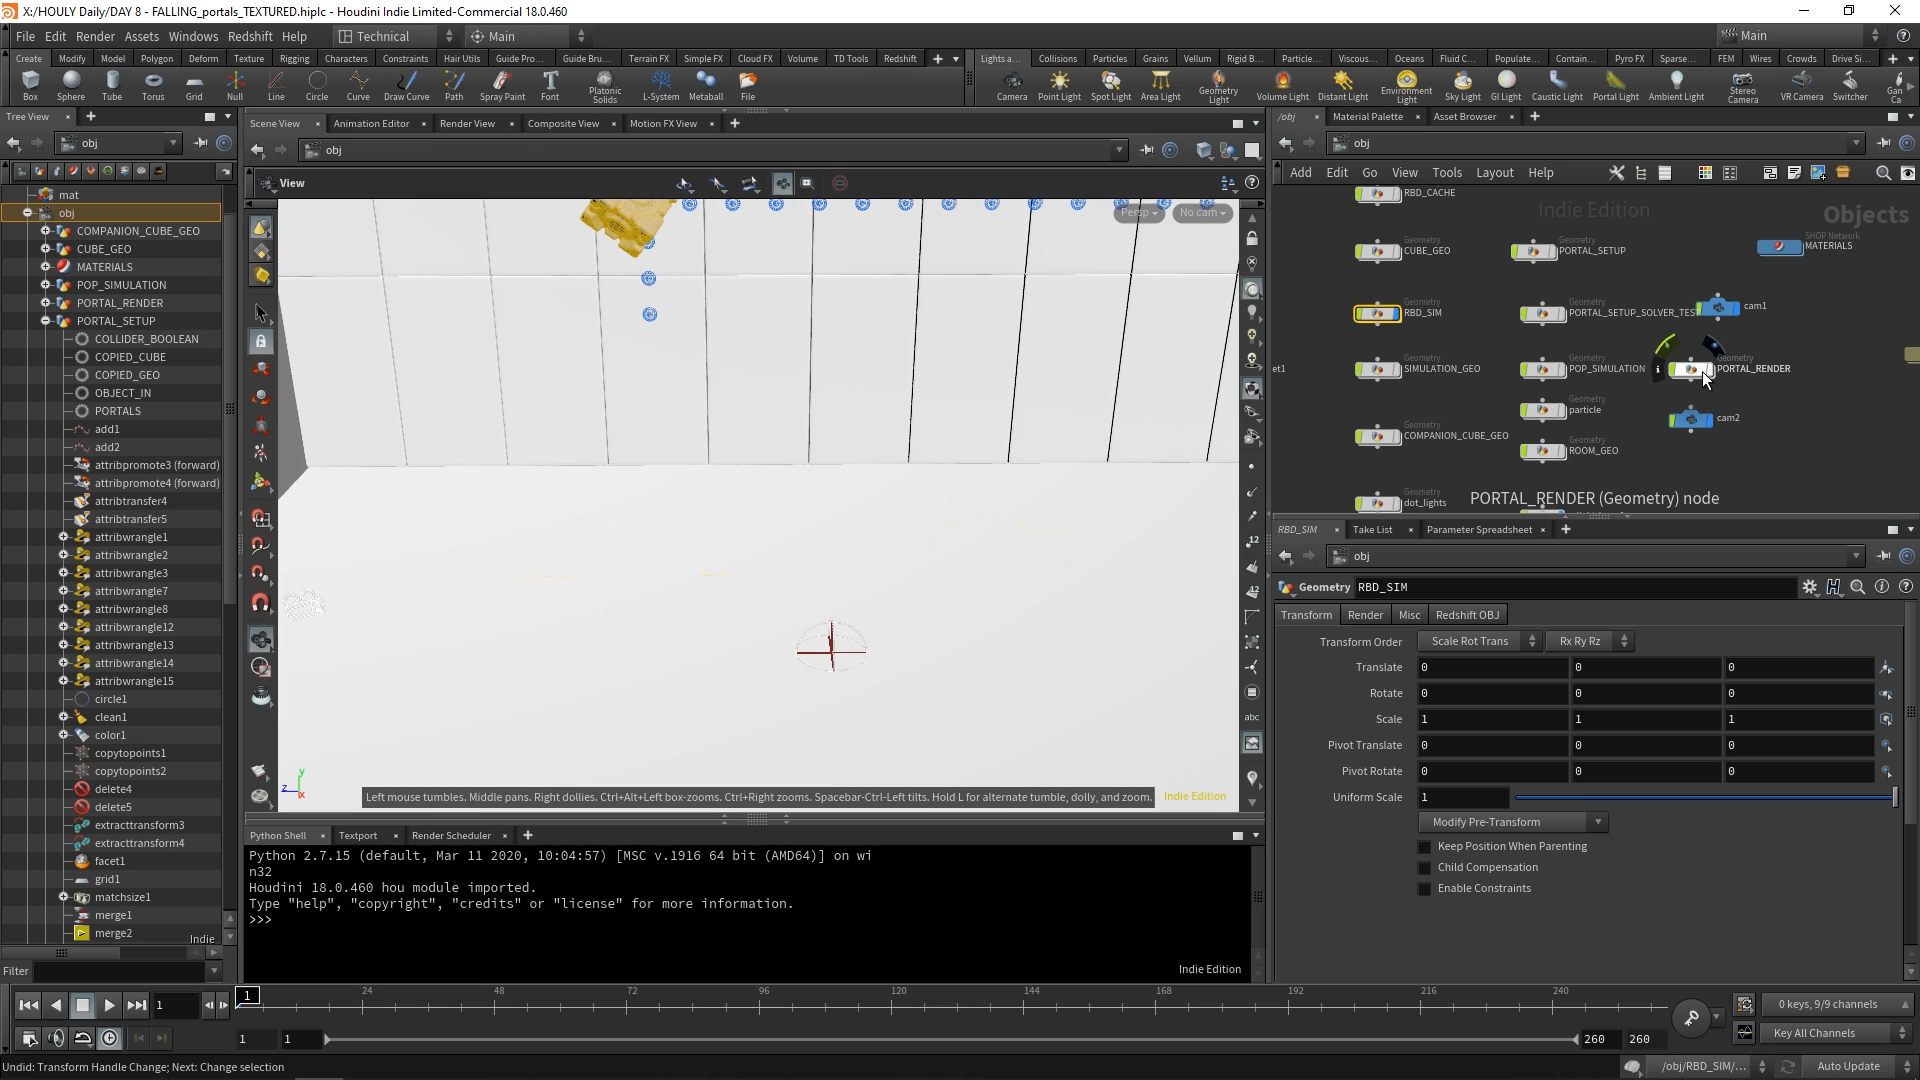 X:/HOULY Daily/DAY 8 - FALLING_portals_TEXTURED.hiplc - Houdini Indie Limited-Commercial 18.0.460
File Edit Render Assets Windows Redshift Help Technical Main Main
Create Modify Model Polygon Deform Texture Rigging Characters Constraints Hair Utils Guide Pro... Guide Bru... Terrain FX Simple FX Cloud FX Volume TD Tools Redshift
Lights a... Collisions Particles Grains Vellum Rigid B... Particle... Viscous... Oceans Fluid C... Populate... Contain... Pyro FX Sparse... FEM Wires Crowds Drive Si...
Box Sphere Tube Torus Grid Null Line Circle Curve Draw Curve Path Spray Paint Font Platonic Solids L-System Metaball File
Camera Point Light Spot Light Area Light Geometry Light Volume Light Distant Light Environment Light Sky Light GI Light Caustic Light Portal Light Ambient Light Stereo Camera VR Camera Switcher Gan Ca
Tree View
obj
mat
obj
COMPANION_CUBE_GEO
CUBE_GEO
MATERIALS
POP_SIMULATION
PORTAL_RENDER
PORTAL_SETUP
COLLIDER_BOOLEAN
COPIED_CUBE
COPIED_GEO
OBJECT_IN
PORTALS
add1
add2
attribpromote3 (forward)
attribpromote4 (forward)
attribtransfer4
attribtransfer5
attribwrangle1
attribwrangle2
attribwrangle3
attribwrangle7
attribwrangle8
attribwrangle12
attribwrangle13
attribwrangle14
attribwrangle15
circle1
clean1
color1
copytopoints1
copytopoints2
delete4
delete5
extracttransform3
extracttransform4
facet1
grid1
matchsize1
merge1
merge2
Indie
Filter
Scene View Animation Editor Render View Composite View Motion FX View
obj
View
Persp No cam
12
12
abc
y
z x
Left mouse tumbles. Middle pans. Right dollies. Ctrl+Alt+Left box-zooms. Ctrl+Right zooms. Spacebar-Ctrl-Left tilts. Hold L for alternate tumble, dolly, and zoom.
Indie Edition
Python Shell Textport Render Scheduler
Python 2.7.15 (default, Mar 11 2020, 10:04:57) [MSC v.1916 64 bit (AMD64)] on wi
n32
Houdini 18.0.460 hou module imported.
Type "help", "copyright", "credits" or "license" for more information.
>>>
Indie Edition
/obj Material Palette Asset Browser
obj
Add Edit Go View Tools Layout Help
Indie Edition
Objects
RBD_CACHE
Geometry
CUBE_GEO
Geometry
PORTAL_SETUP
SHOP Network
MATERIALS
Geometry
RBD_SIM
Geometry
PORTAL_SETUP_SOLVER_TES
cam1
et1
Geometry
SIMULATION_GEO
Geometry
POP_SIMULATION
Geometry
PORTAL_RENDER
Geometry
particle
cam2
Geometry
COMPANION_CUBE_GEO
Geometry
ROOM_GEO
Geometry
dot_lights
PORTAL_RENDER (Geometry) node
RBD_SIM Take List Parameter Spreadsheet
obj
Geometry RBD_SIM
Transform Render Misc Redshift OBJ
Transform Order Scale Rot Trans Rx Ry Rz
Translate 0 0 0
Rotate 0 0 0
Scale 1 1 1
Pivot Translate 0 0 0
Pivot Rotate 0 0 0
Uniform Scale 1
Modify Pre-Transform
Keep Position When Parenting
Child Compensation
Enable Constraints
1 1 24 48 72 96 120 144 168 192 216 240 0 keys, 9/9 channels
1 1 260 260 Key All Channels
Undid: Transform Handle Change; Next: Change selection /obj/RBD_SIM/... Auto Update